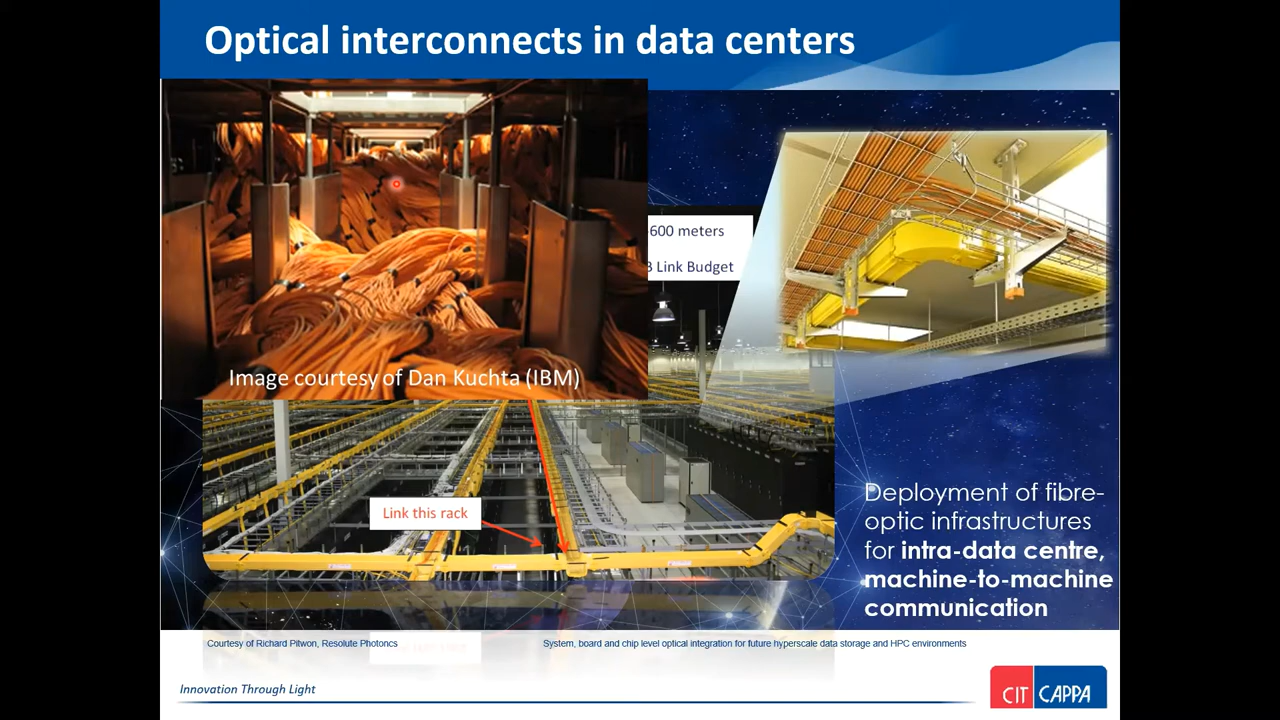 Optical interconnects in data centers
600 meters
Link Budget
Image courtesy of Dan Kuchta (IBM)
Link this rack
Deployment of fibre-
optic infrastructures
for intra-data centre,
machine-to-machine
communication
Courtesy of Richard Pitwon, Resolute Photoncs
System, board and chip level optical integration for future hyperscale data storage and HPC environments
Innovation Through Light
CIT CAPPA